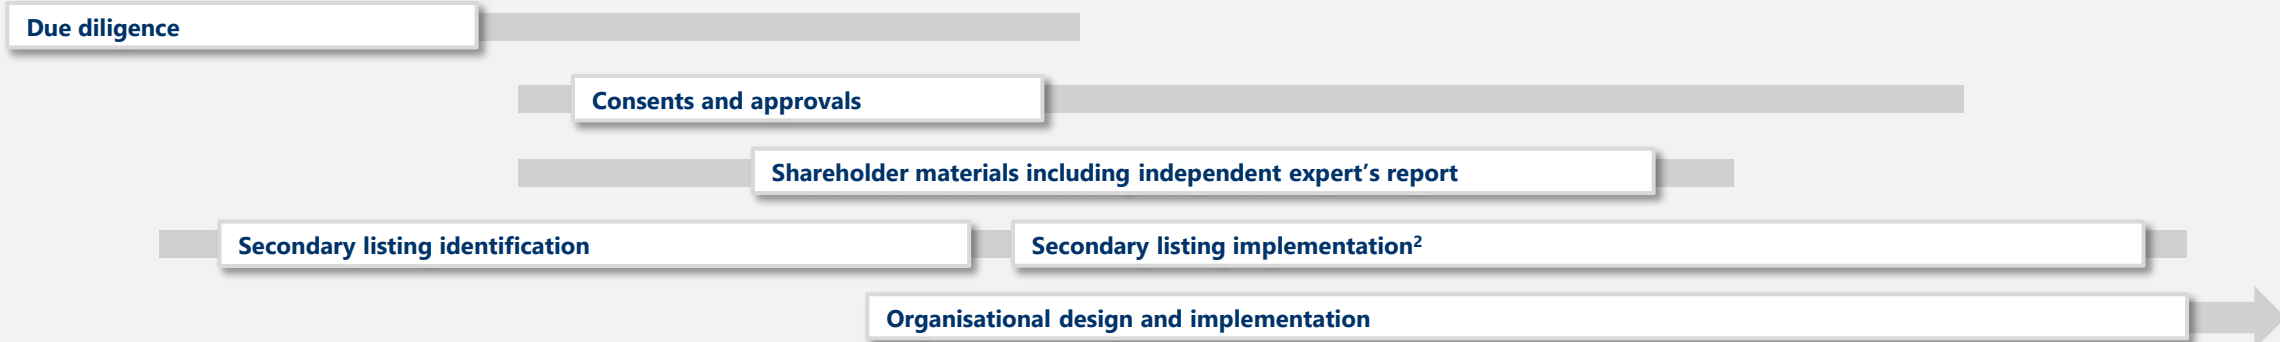 Due diligence
Consents and approvals
Shareholder materials including independent expert’s report
Secondary listing identification
Secondary listing implementation²
Organisational design and implementation